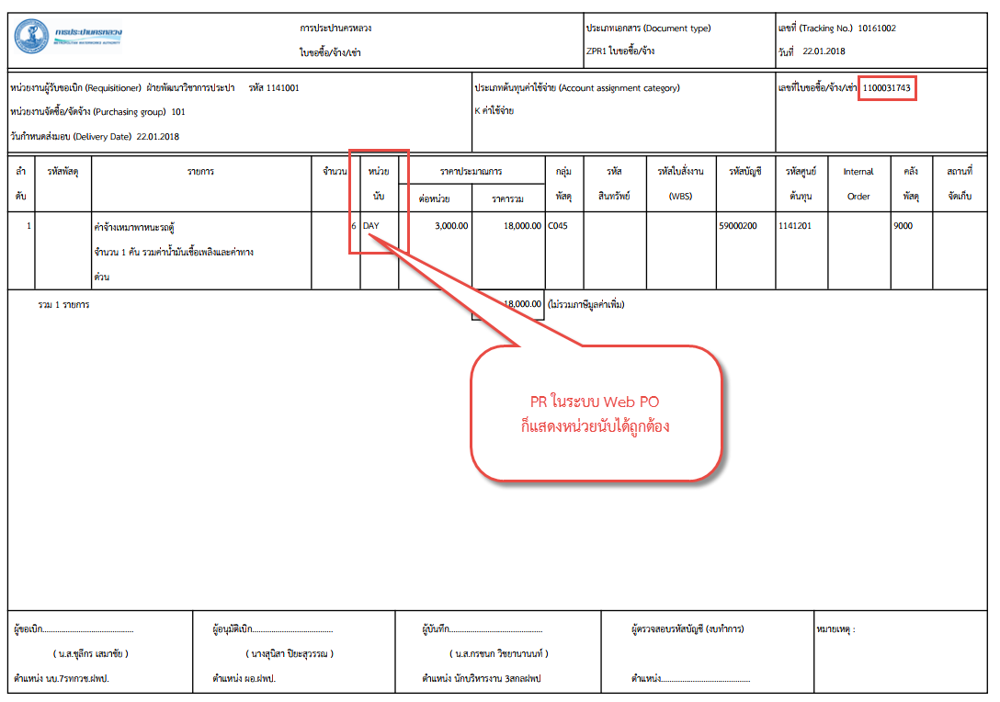 การประปานครหลวง
METROPOLITAN WATERWORKS AUTHORITY
การประปานครหลวง
ใบขอซื้อ/จ้าง/เช่า
ประเภทเอกสาร (Document type)
ZPR1 ใบขอซื้อ/จ้าง
เลขที่ (Tracking No.) 10161002
วันที่ 22.01.2018
หน่วยงานผู้รับขอเบิก (Requisitioner) ฝ่ายพัฒนาวิชาการประปา รหัส 1141001
หน่วยงานจัดซื้อ/จัดจ้าง (Purchasing group) 101
วันกำหนดส่งมอบ (Delivery Date) 22.01.2018
ประเภทต้นทุนค่าใช้จ่าย (Account assignment category)
K ค่าใช้จ่าย
เลขที่ใบขอซื้อ/จ้าง/เช่า 1100031743
ลำ รหัสพัสดุ รายการ จำนวน หน่วย ราคาประมาณการ กลุ่ม รหัส รหัสใบสั่งงาน รหัสบัญชี รหัสศูนย์ Internal คลัง สถานที่
ดับ นับ ต่อหน่วย ราคารวม พัสดุ สินทรัพย์ (WBS) ต้นทุน Order พัสดุ จัดเก็บ
1 ค่าจ้างเหมาพาหนะรถตู้ 6 DAY 3,000.00 18,000.00 C045 59000200 1141201 9000
จำนวน 1 คัน รวมค่าน้ำมันเชื้อเพลิงและค่าทาง
ด่วน
รวม 1 รายการ 18,000.00 (ไม่รวมภาษีมูลค่าเพิ่ม)
PR ในระบบ Web PO
ก็แสดงหน่วยนับได้ถูกต้อง
ผู้ขอเบิก........................................
( น.ส.ชุลีกร เสมาชัย )
ตำแหน่ง นบ.7รทกวช.ฝพป.
ผู้อนุมัติเบิก...................................
( นางสุนิสา ปิยะสุวรรณ )
ตำแหน่ง ผอ.ฝพป.
ผู้บันทึก.........................................
( น.ส.กรชนก วิชยานานนท์ )
ตำแหน่ง นักบริหารงาน 3สกลฝพป
ผู้ตรวจสอบรหัสบัญชี (งบทำการ)
ตำแหน่ง.......................................
หมายเหตุ :